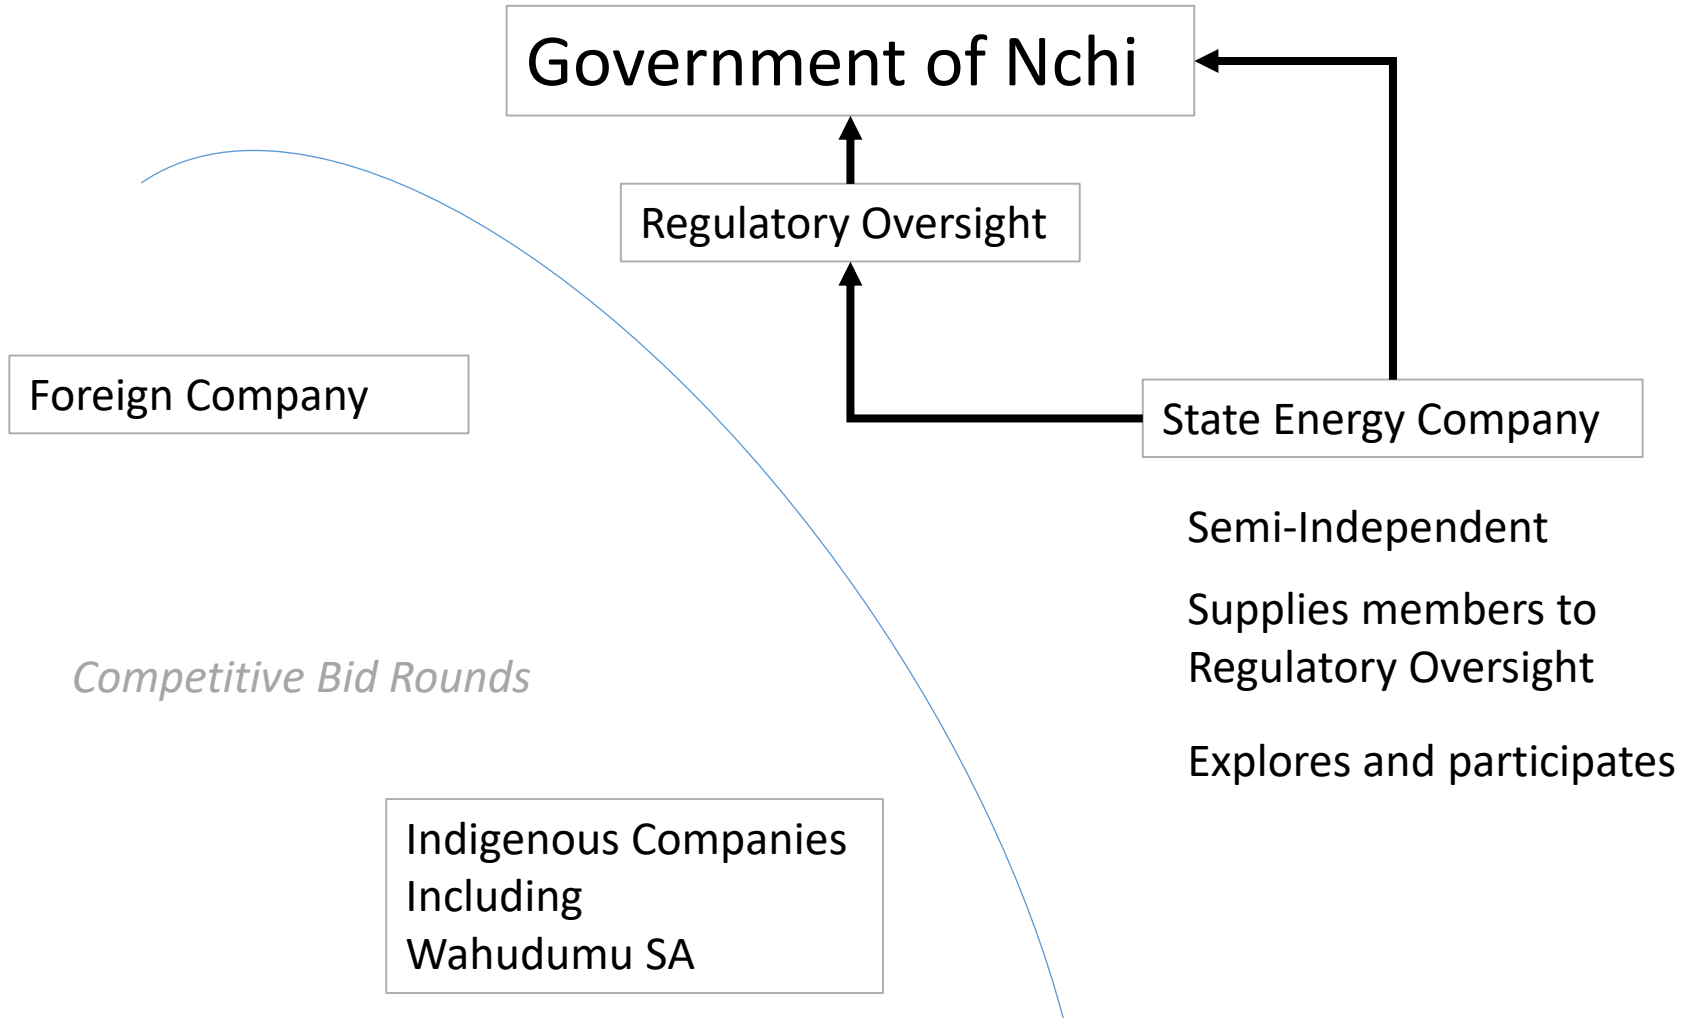 Government of Nchi
Regulatory Oversight
Foreign Company
State Energy Company
Semi-Independent
Supplies members to
Regulatory Oversight
Competitive Bid Rounds
Explores and participates
Indigenous Companies
Including
Wahudumu SA